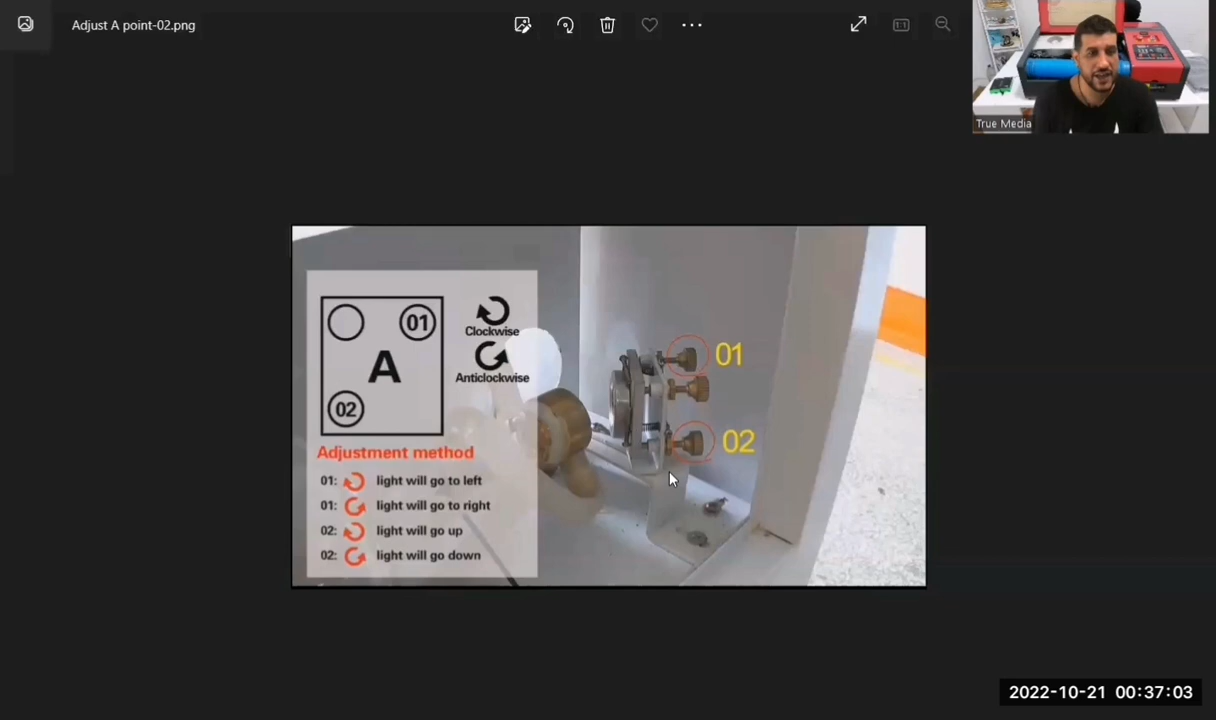 Adjust A point-02.png
True Media
01
A
02
Clockwise
Anticlockwise
Adjustment method
01: light will go to left
01: light will go to right
02: light will go up
02: light will go down
01
02
2022-10-21 00:37:03